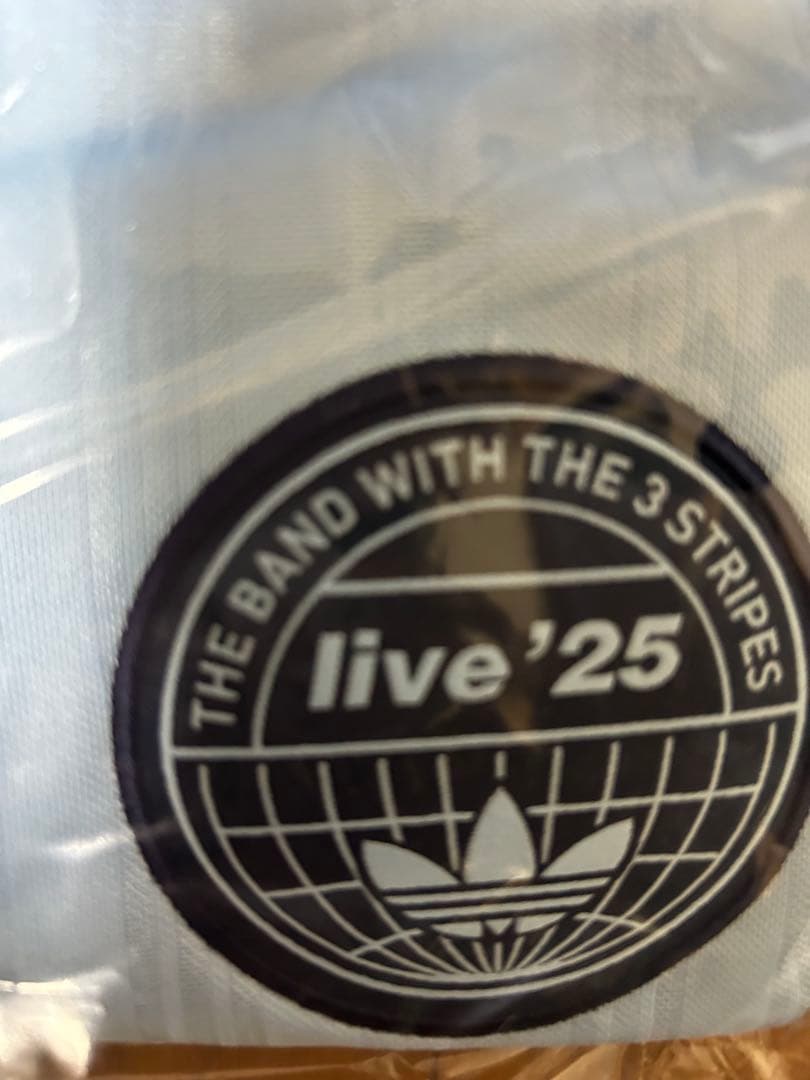 THE BAND WITH THE 3 STRIPES
live '25